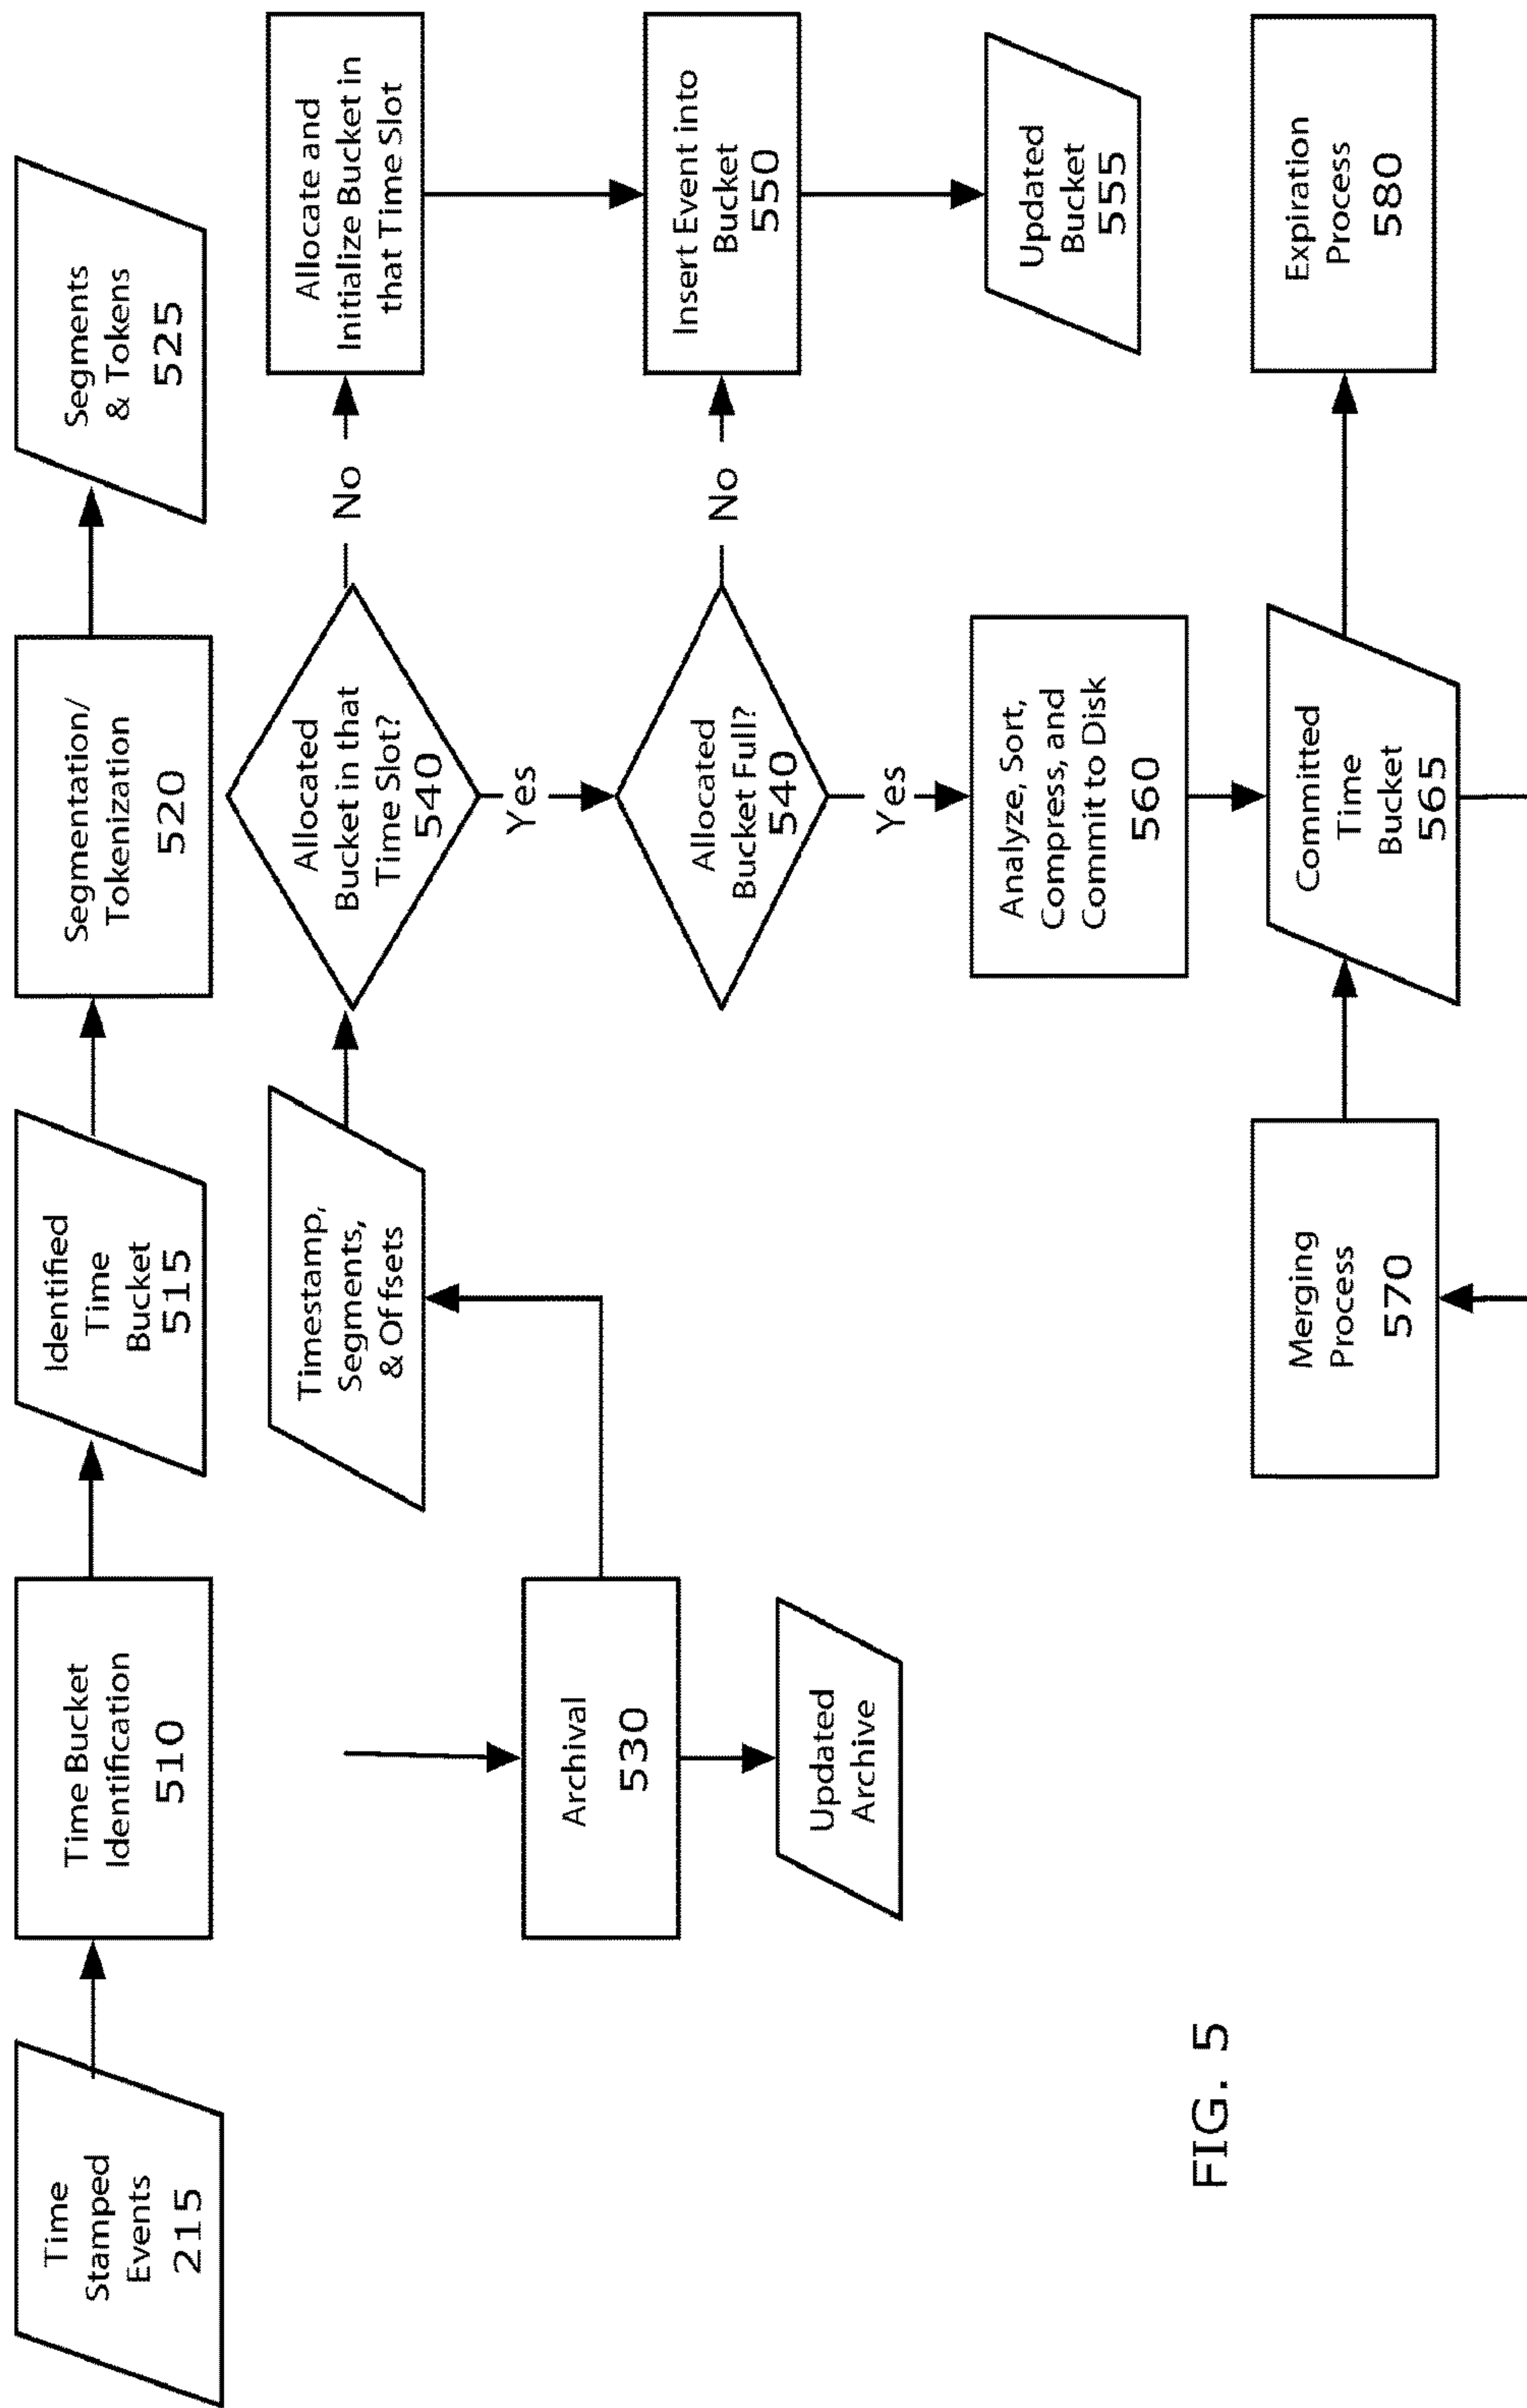 Time
Stamped
Events
215
Time Bucket
Identification
510
Identified
Time
Bucket
515
Segmentation/
Tokenization
520
Segments
& Tokens
525
Archival
530
Updated
Archive
Timestamp,
Segments,
& Offsets
Allocated
Bucket in that
Time Slot?
540
No
Allocate and
Initialize Bucket in
that Time Slot
Yes
Allocated
Bucket Full?
540
No
Insert Event into
Bucket
550
Updated
Bucket
555
Yes
Analyze, Sort,
Compress, and
Commit to Disk
560
Merging
Process
570
Committed
Time
Bucket
565
Expiration
Process
580
FIG. 5